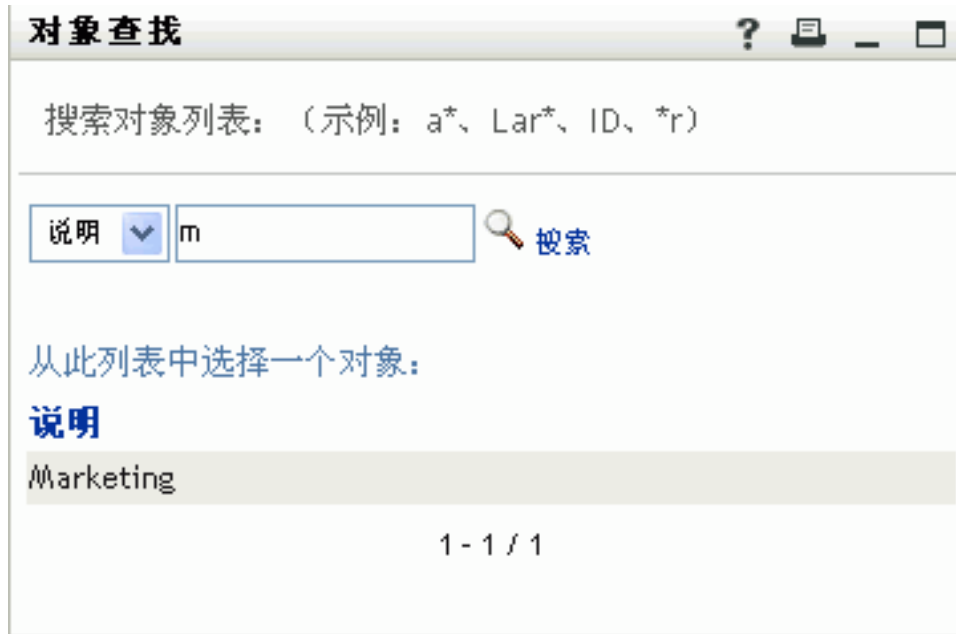 对象查找
搜索对象列表：（示例：a*、Lar*、ID、*r）
说明 m 搜索
从此列表中选择一个对象：
说明
Marketing
1 - 1 / 1